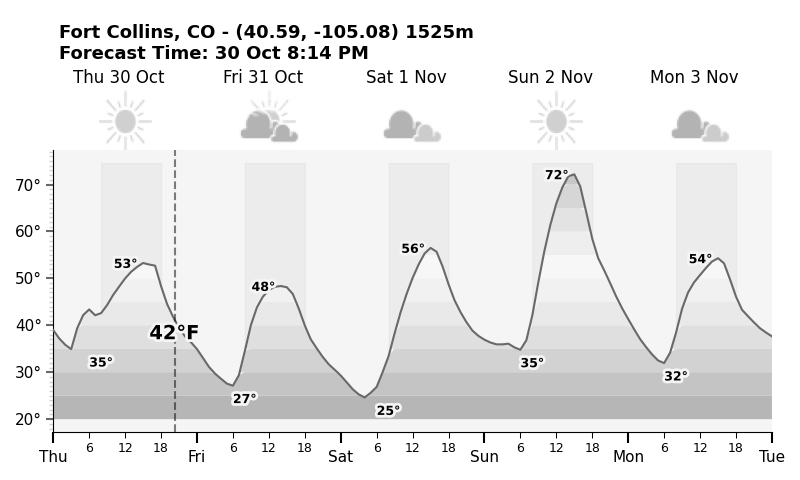 Fort Collins, CO - (40.59, -105.08) 1525m
Forecast Time: 30 Oct 8:14 PM
Thu 30 Oct Fri 31 Oct Sat 1 Nov Sun 2 Nov Mon 3 Nov
70°
60°
50°
40°
30°
20°
53°
35°
42°F
48°
27°
56°
25°
72°
35°
54°
32°
6 12 18 6 12 18 6 12 18 6 12 18 6 12 18
Thu Fri Sat Sun Mon Tue